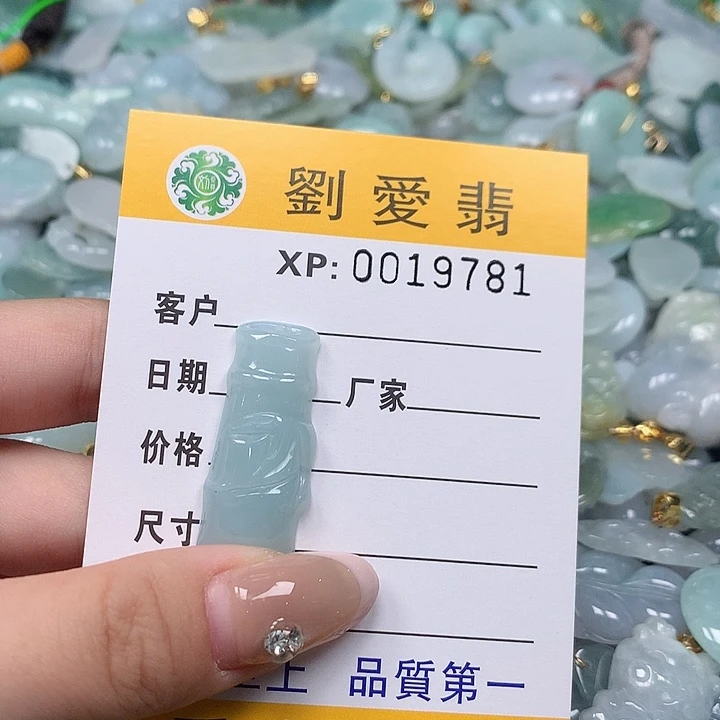 劉愛翡
XP: 0019781
客户
日期 厂家
价格
尺寸
上 品質第一